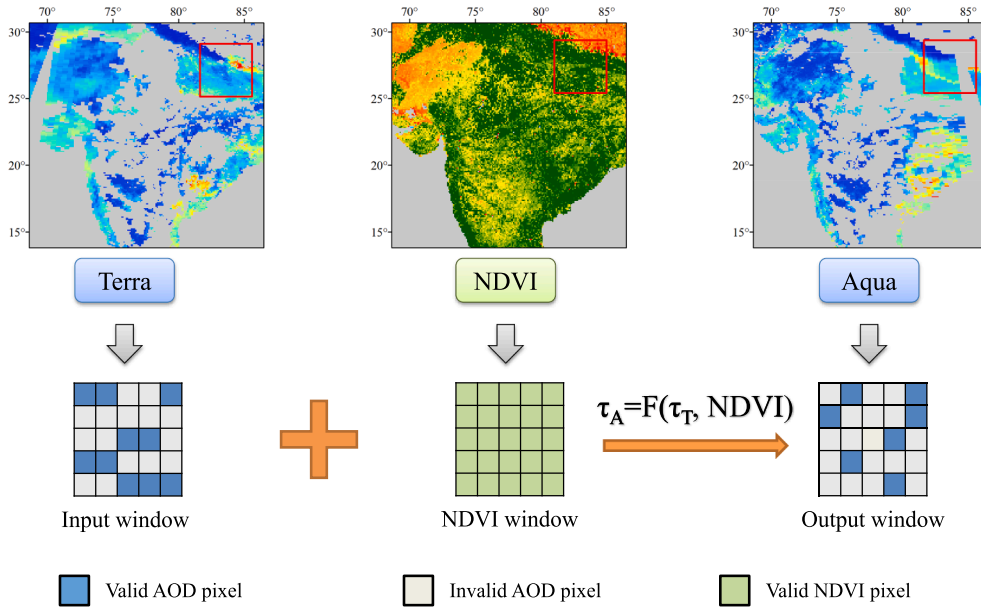 70° 75° 80° 85°
70° 75° 80° 85°
70° 75° 80° 85°
30°
25°
20°
15°
30°
25°
20°
15°
30°
25°
20°
15°
Terra
NDVI
Aqua
τA=F(τT, NDVI)
Input window
NDVI window
Output window
Valid AOD pixel
Invalid AOD pixel
Valid NDVI pixel